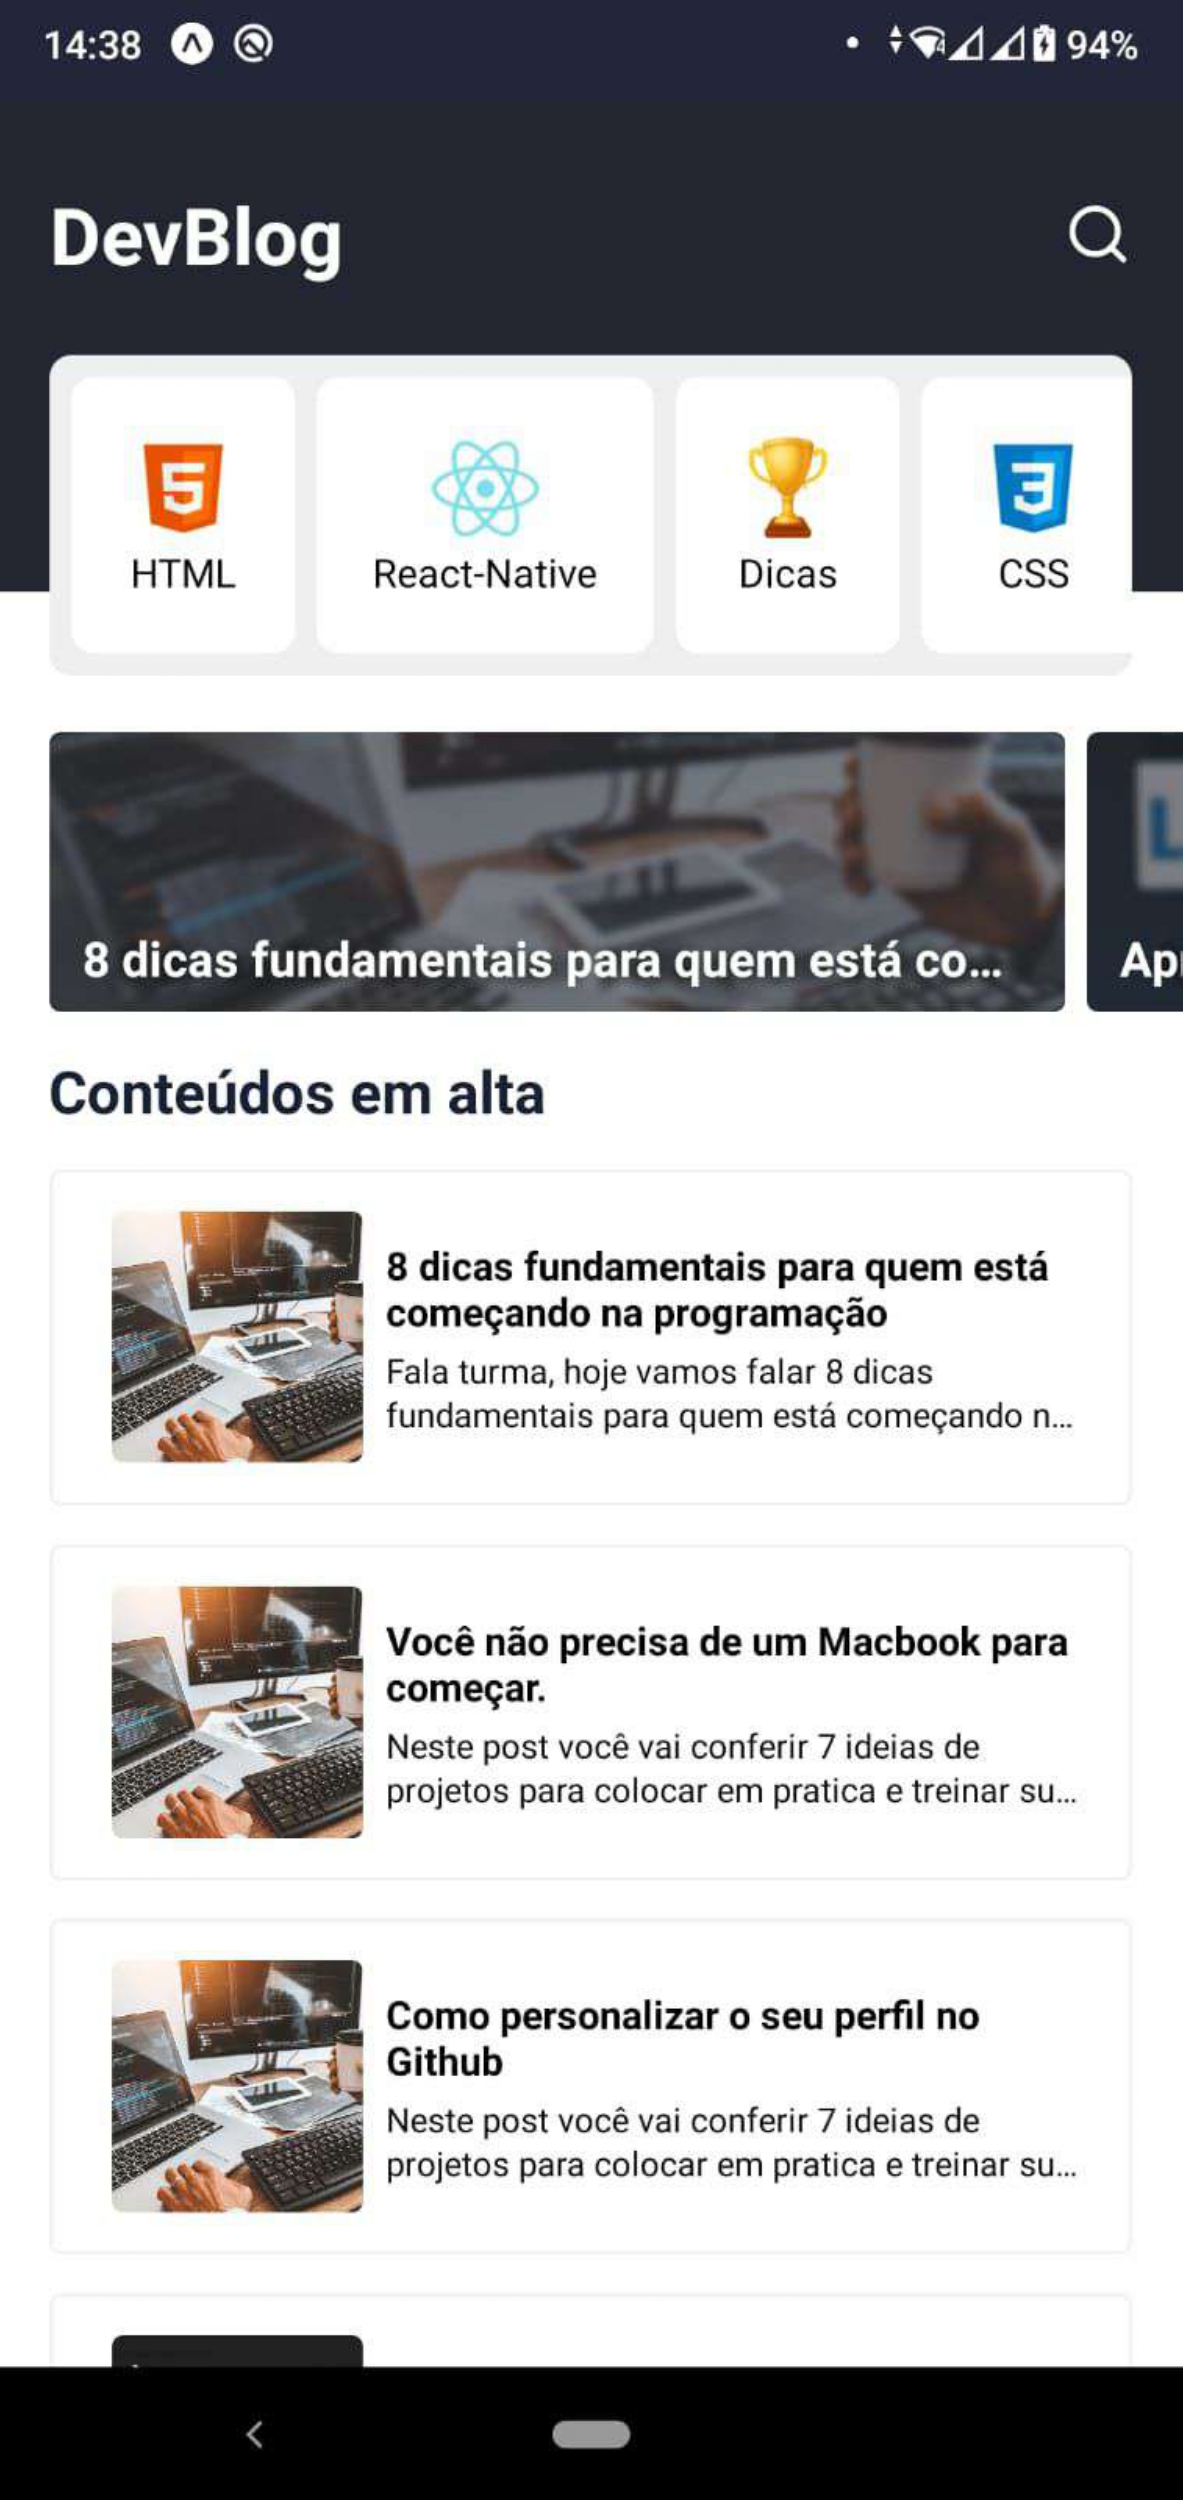 14:38
94%
DevBlog
HTML
React-Native
Dicas
CSS
8 dicas fundamentais para quem está co...
Conteúdos em alta
8 dicas fundamentais para quem está
começando na programação
Fala turma, hoje vamos falar 8 dicas
fundamentais para quem está começando n...
Você não precisa de um Macbook para
começar.
Neste post você vai conferir 7 ideias de
projetos para colocar em pratica e treinar su...
Como personalizar o seu perfil no
Github
Neste post você vai conferir 7 ideias de
projetos para colocar em pratica e treinar su...